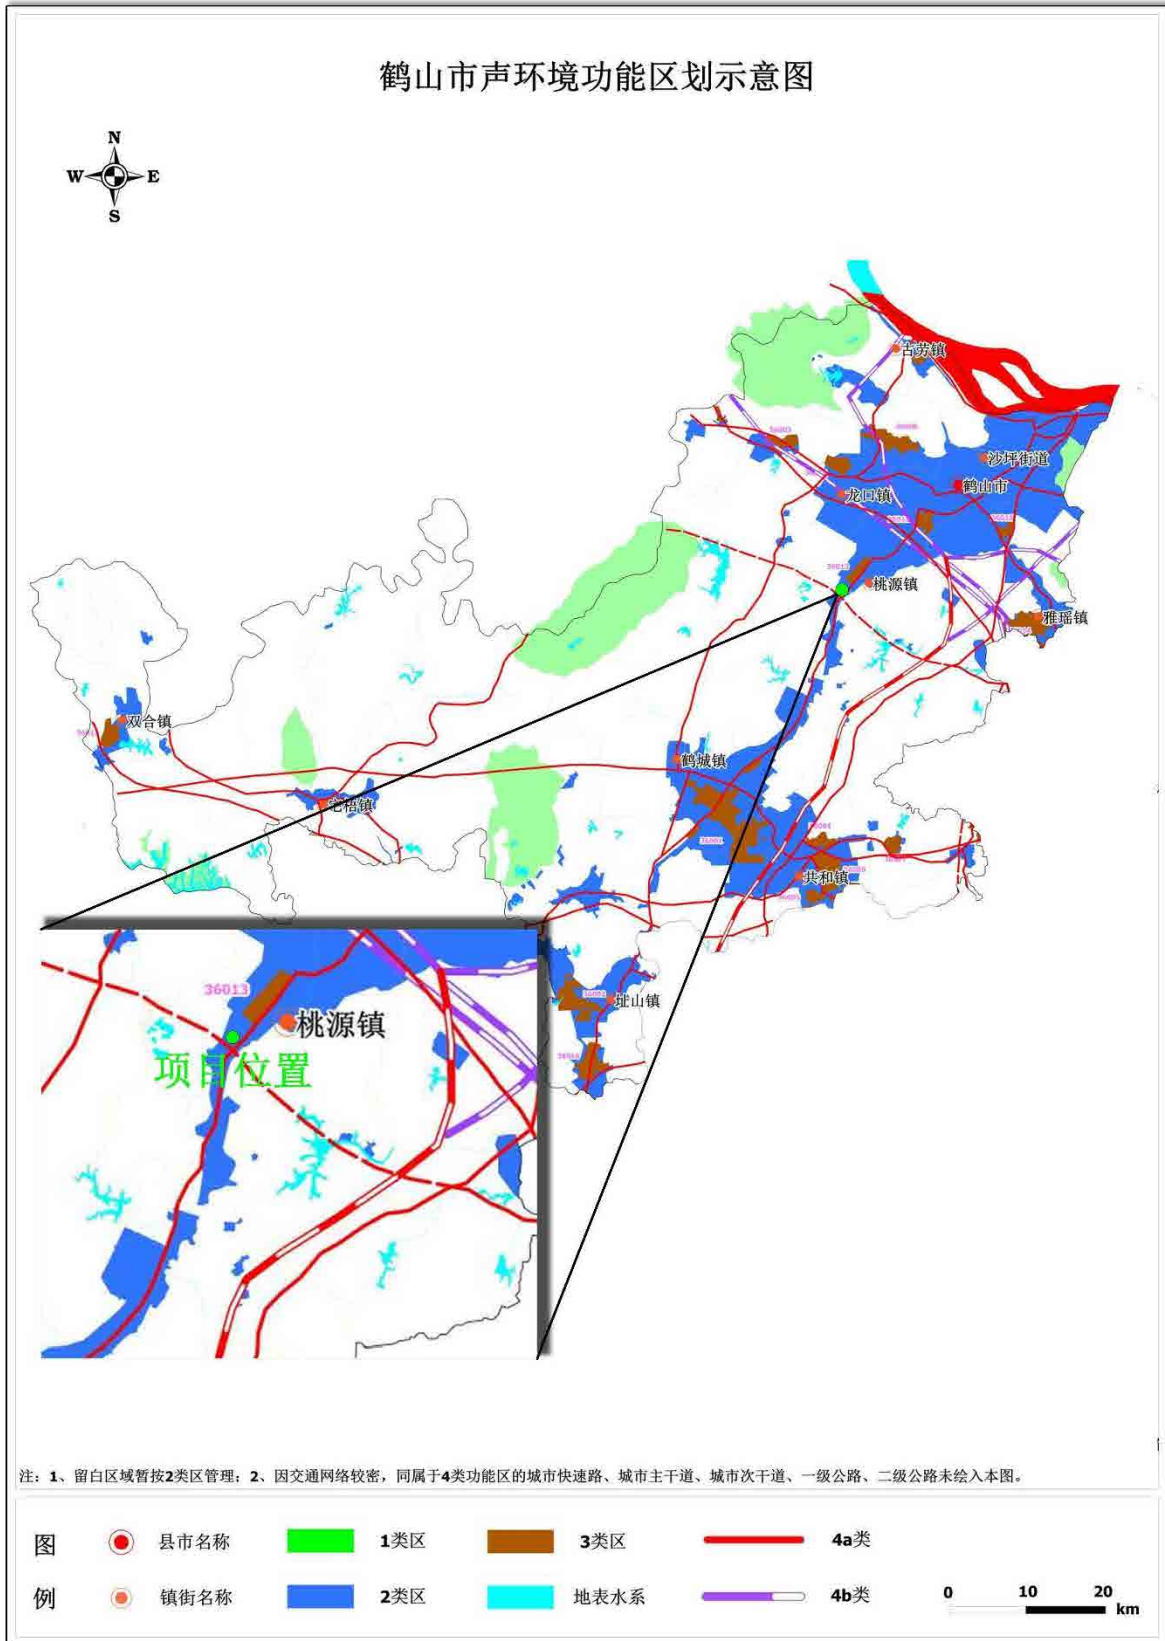 鹤山市声环境功能区划示意图
N
W E
S
古劳镇
沙坪街道
鹤山市
龙口镇
36013
桃源镇
雅瑶镇
双合镇
鹤城镇
宅梧镇
共和镇
址山镇
36013
桃源镇
项目位置
注：1、留白区域暂按2类区管理；2、因交通网络较密，同属于4类功能区的城市快速路、城市主干道、城市次干道、一级公路、二级公路未绘入本图。
图 县市名称 1类区 3类区 4a类
例 镇街名称 2类区 地表水系 4b类
0 10 20
km